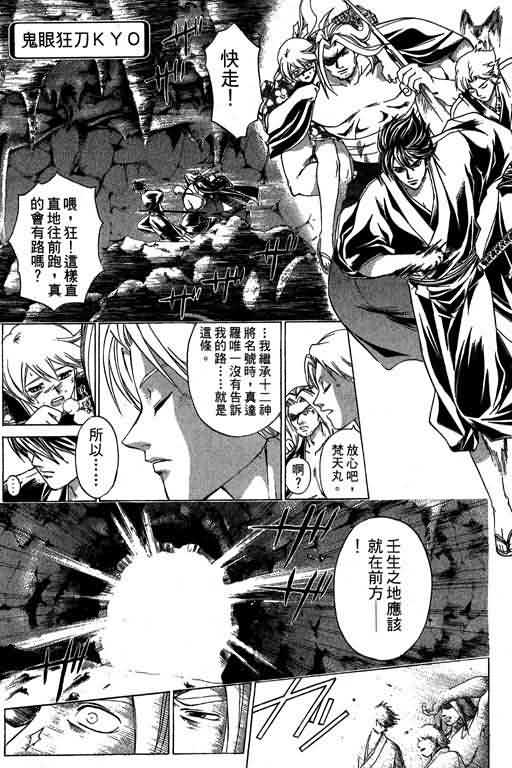 鬼眼狂刀KYO
快走！
喂，狂！這樣直
直地往前跑，真
的會有路嗎？
放心吧，
梵天丸。
啊？
…我繼承十二神
將名號時，真達
羅唯一沒有告訴
我的路……就是
這條。
所以……
…
壬生之地應該
就在前方——
！